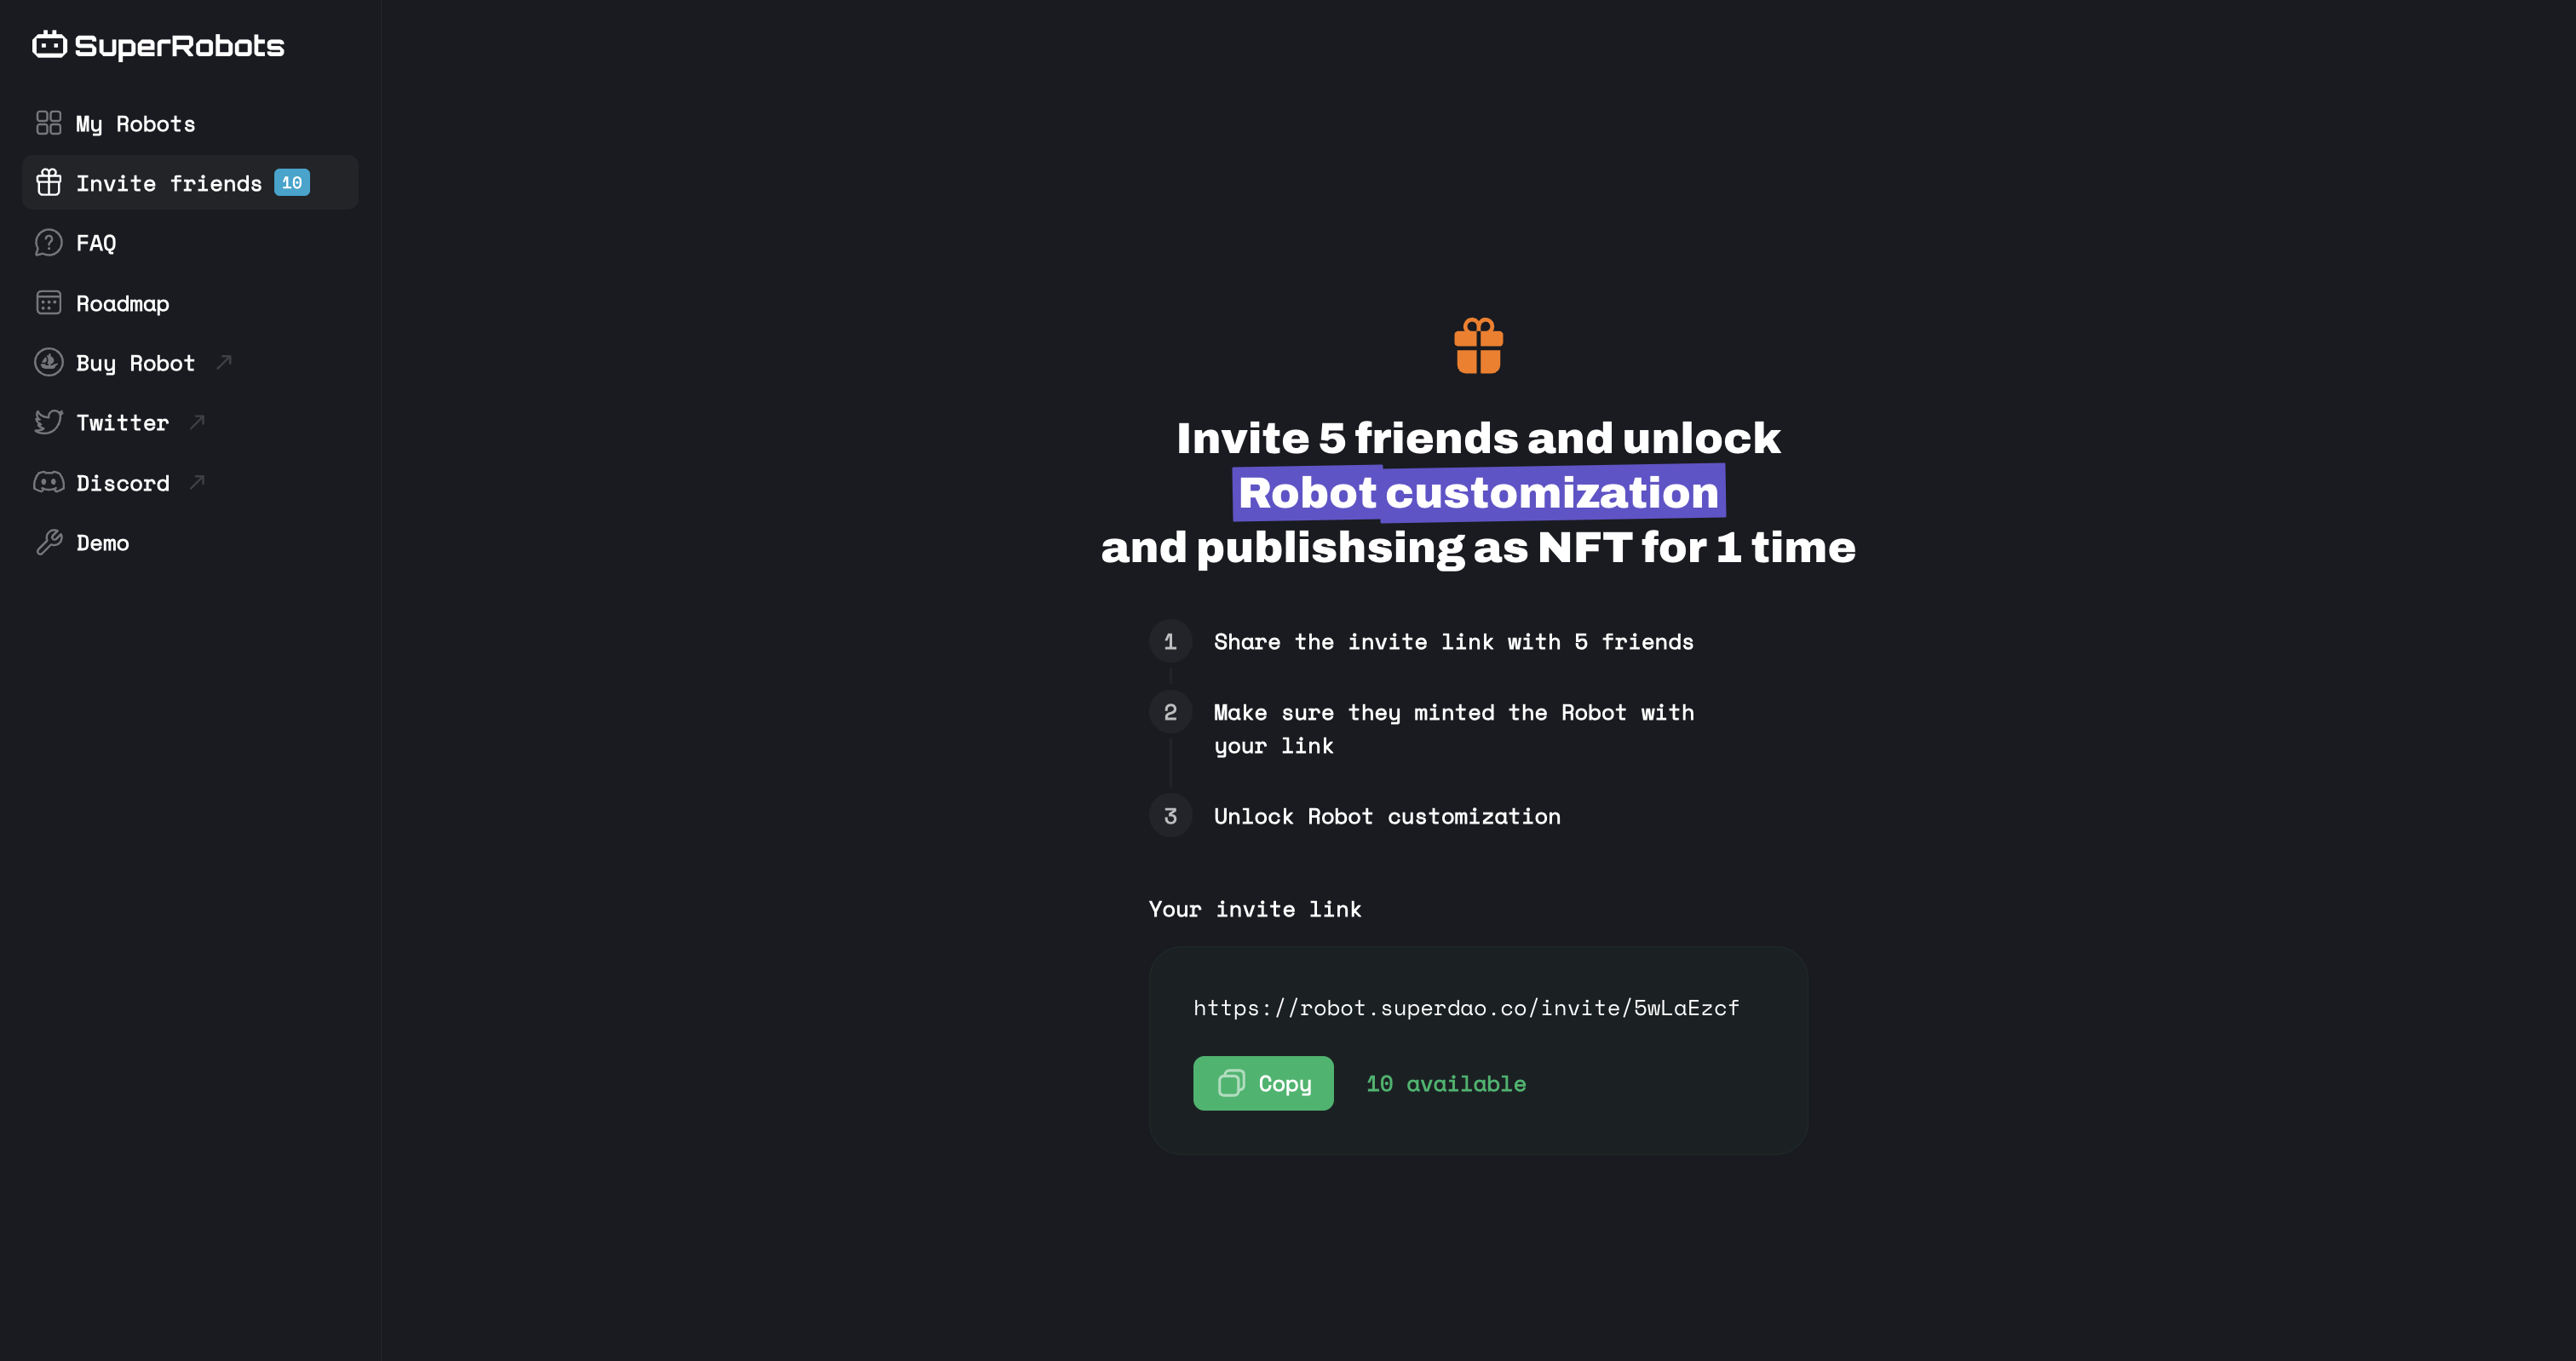 SuperRobots
My Robots
Invite friends 10
FAQ
Roadmap
Buy Robot
Twitter
Discord
Demo
Invite 5 friends and unlock
Robot customization
and publishsing as NFT for 1 time
1 Share the invite link with 5 friends
2 Make sure they minted the Robot with
your link
3 Unlock Robot customization
Your invite link
https://robot.superdao.co/invite/5wLaEzcf
Copy 10 available